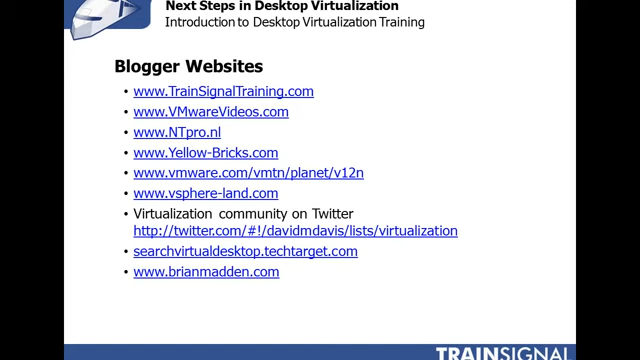 Next Steps in Desktop Virtualization
Introduction to Desktop Virtualization Training
Blogger Websites
• www.TrainSignalTraining.com
• www.VMwareVideos.com
• www.NTpro.nl
• www.Yellow-Bricks.com
• www.vmware.com/vmtn/planet/v12n
• www.vsphere-land.com
• Virtualization community on Twitter
http://twitter.com/#!/davidmdavis/lists/virtualization
• searchvirtualdesktop.techtarget.com
• www.brianmadden.com
TRAINSIGNAL